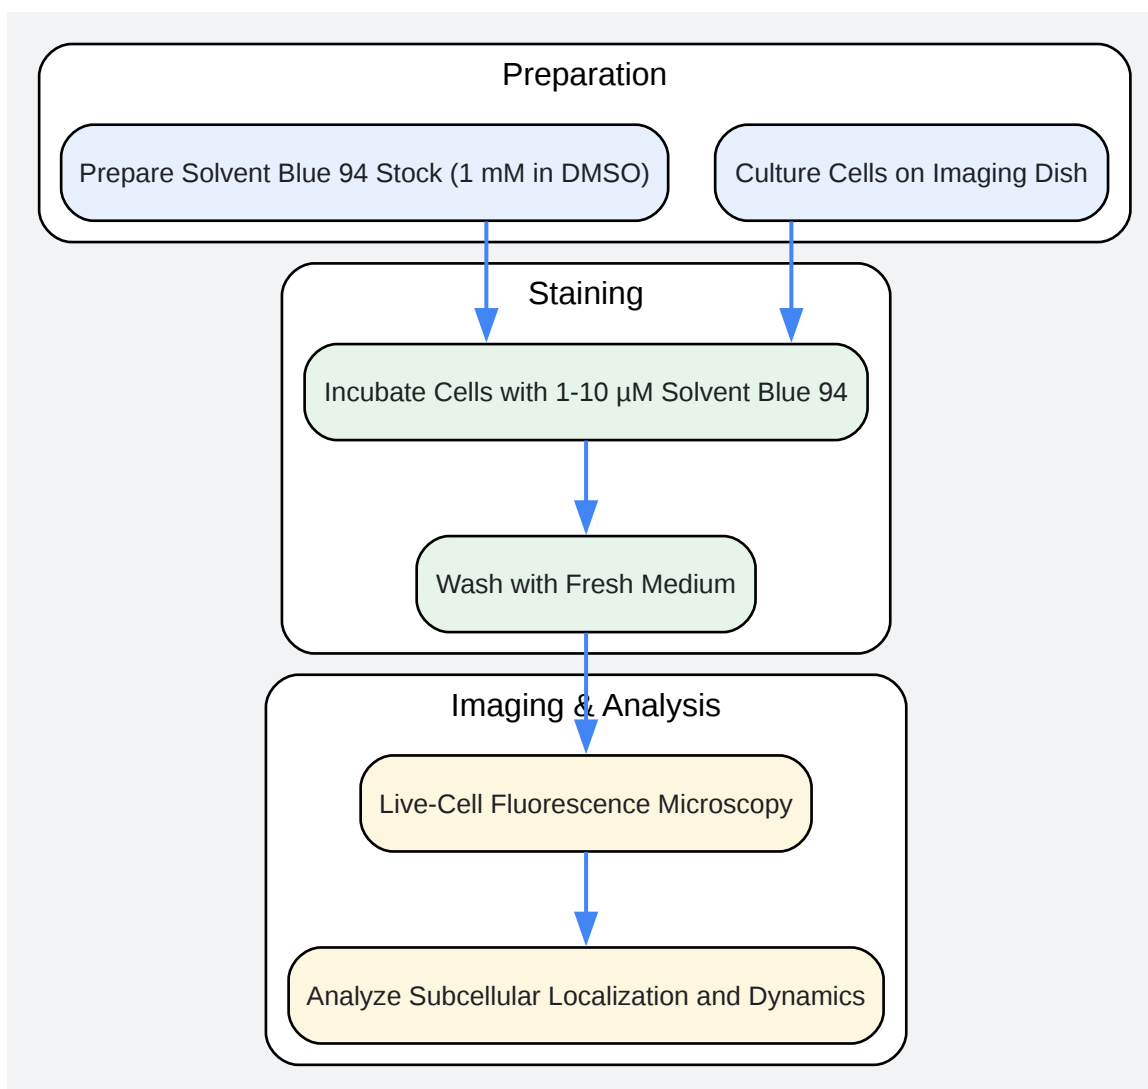 Preparation
Prepare Solvent Blue 94 Stock (1 mM in DMSO)
Culture Cells on Imaging Dish
Staining
Incubate Cells with 1-10 µM Solvent Blue 94
Wash with Fresh Medium
Imaging & Analysis
Live-Cell Fluorescence Microscopy
Analyze Subcellular Localization and Dynamics